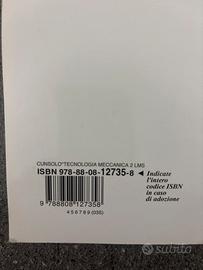 CUNSOLO*TECNOLOGIA MECCANICA 2 LMS
ISBN 978-88-08-12735-8
Indicate
l'intero
codice ISBN
in caso
di adozione
9 788808 127358
4 5 6 7 8 9 (03S)
subito